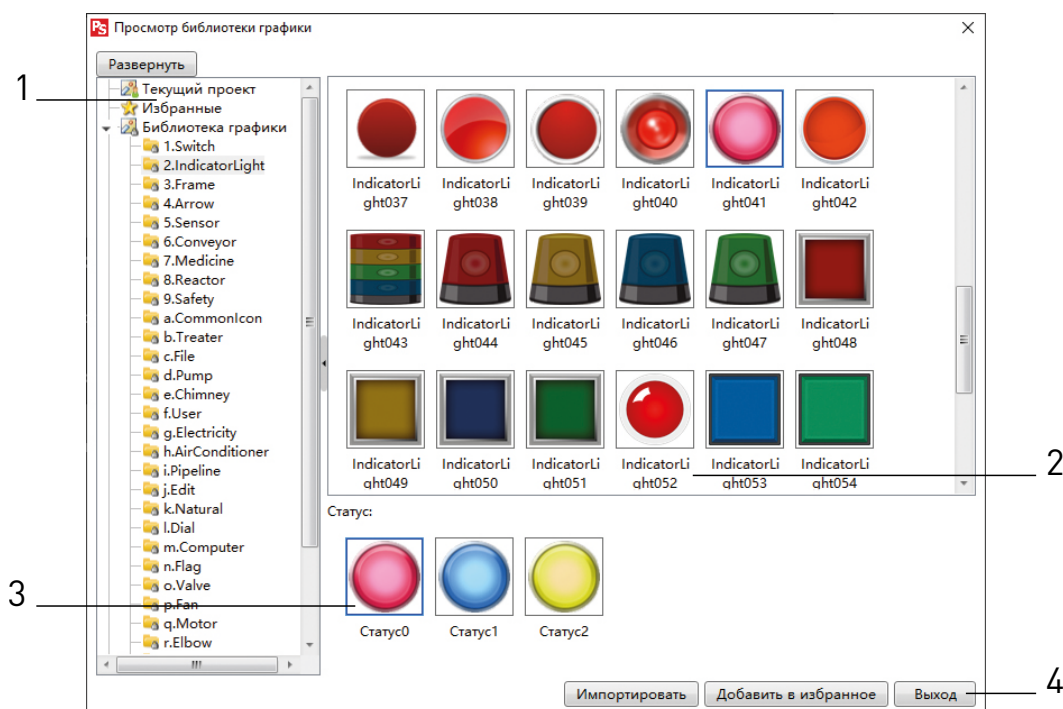 PS Просмотр библиотеки графики
Развернуть
1
Текущий проект
Избранные
Библиотека графики
1.Switch
2.IndicatorLight
3.Frame
4.Arrow
5.Sensor
6.Conveyor
7.Medicine
8.Reactor
9.Safety
a.CommonIcon
b.Treater
c.File
d.Pump
e.Chimney
f.User
g.Electricity
h.AirConditioner
i.Pipeline
j.Edit
k.Natural
l.Dial
m.Computer
n.Flag
o.Valve
p.Fan
q.Motor
r.Elbow
IndicatorLi IndicatorLi IndicatorLi IndicatorLi IndicatorLi IndicatorLi
ght037 ght038 ght039 ght040 ght041 ght042
IndicatorLi IndicatorLi IndicatorLi IndicatorLi IndicatorLi IndicatorLi
ght043 ght044 ght045 ght046 ght047 ght048
IndicatorLi IndicatorLi IndicatorLi IndicatorLi IndicatorLi IndicatorLi
ght049 ght050 ght051 ght052 ght053 ght054
2
Статус:
3
Статус0 Статус1 Статус2
Импортировать Добавить в избранное Выход
4